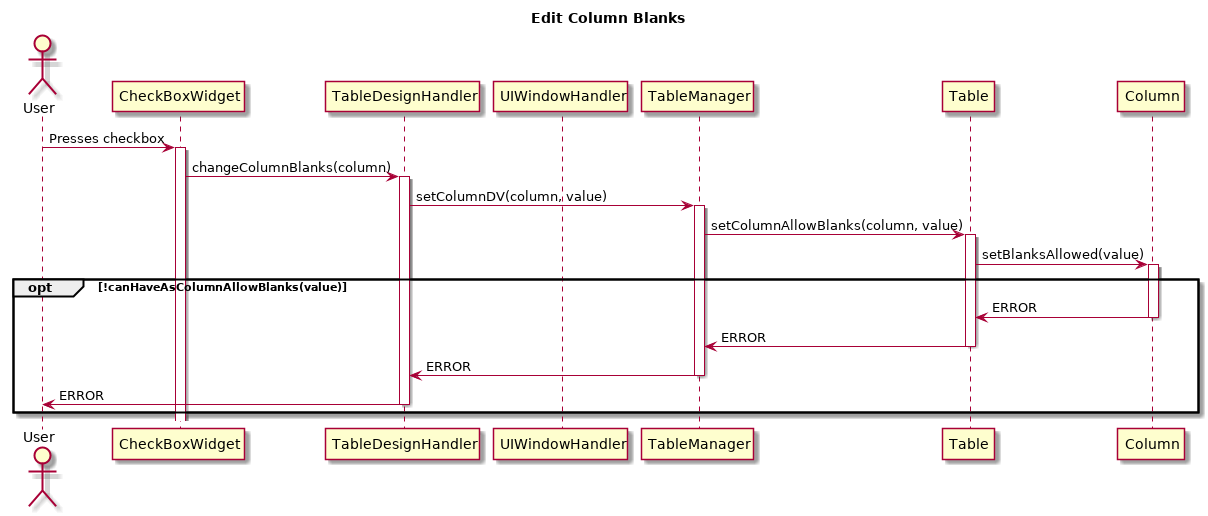 Edit Column Blanks
User
CheckBoxWidget
TableDesignHandler
UIWindowHandler
TableManager
Table
Column
Presses checkbox
changeColumnBlanks(column)
setColumnDV(column, value)
setColumnAllowBlanks(column, value)
setBlanksAllowed(value)
opt
[!canHaveAsColumnAllowBlanks(value)]
ERROR
ERROR
ERROR
ERROR
User
CheckBoxWidget
TableDesignHandler
UIWindowHandler
TableManager
Table
Column